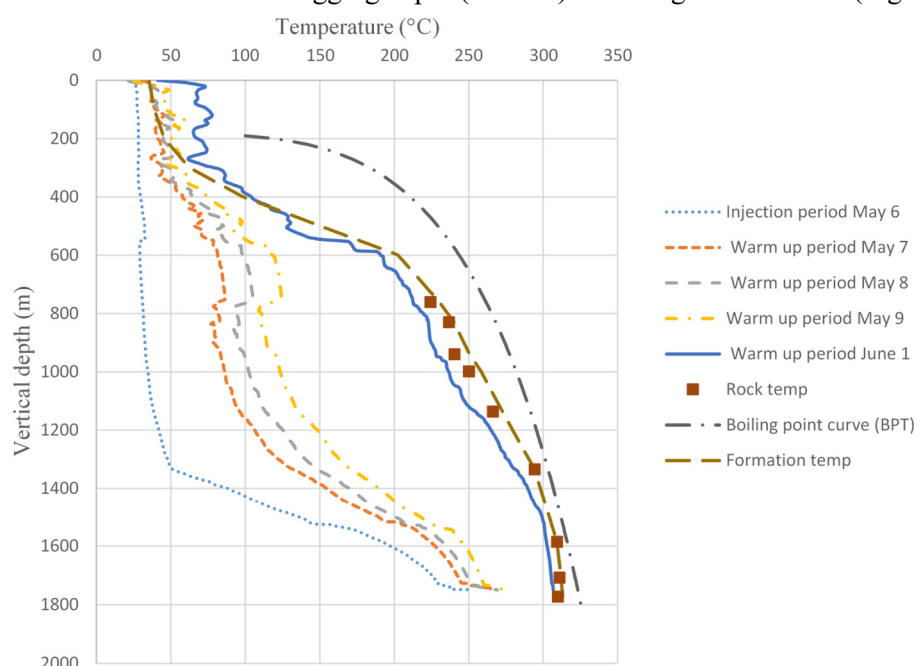 Temperature (°C)
0 50 100 150 200 250 300 350
0
200
400
600
800
1000
1200
1400
1600
1800
2000
Vertical depth (m)
Injection period May 6
Warm up period May 7
Warm up period May 8
Warm up period May 9
Warm up period June 1
Rock temp
Boiling point curve (BPT)
Formation temp